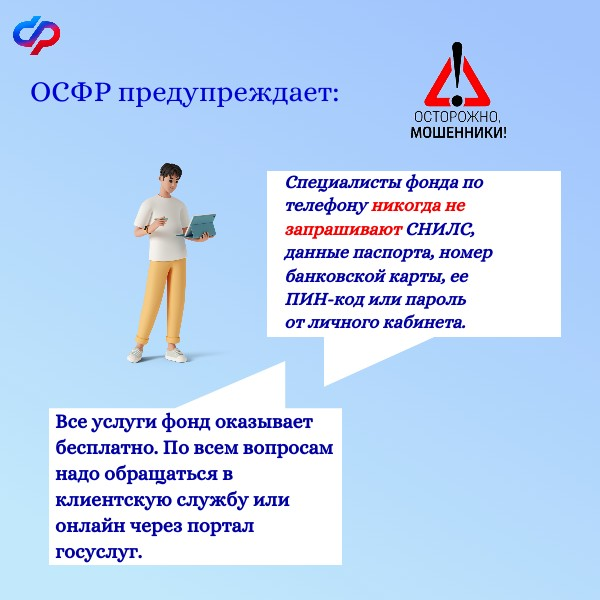 ОСФР предупреждает:
ОСТОРОЖНО,
МОШЕННИКИ!
Специалисты фонда по
телефону никогда не
запрашивают СНИЛС,
данные паспорта, номер
банковской карты, ее
ПИН-код или пароль
от личного кабинета.
Все услуги фонд оказывает
бесплатно. По всем вопросам
надо обращаться в
клиентскую службу или
онлайн через портал
госуслуг.